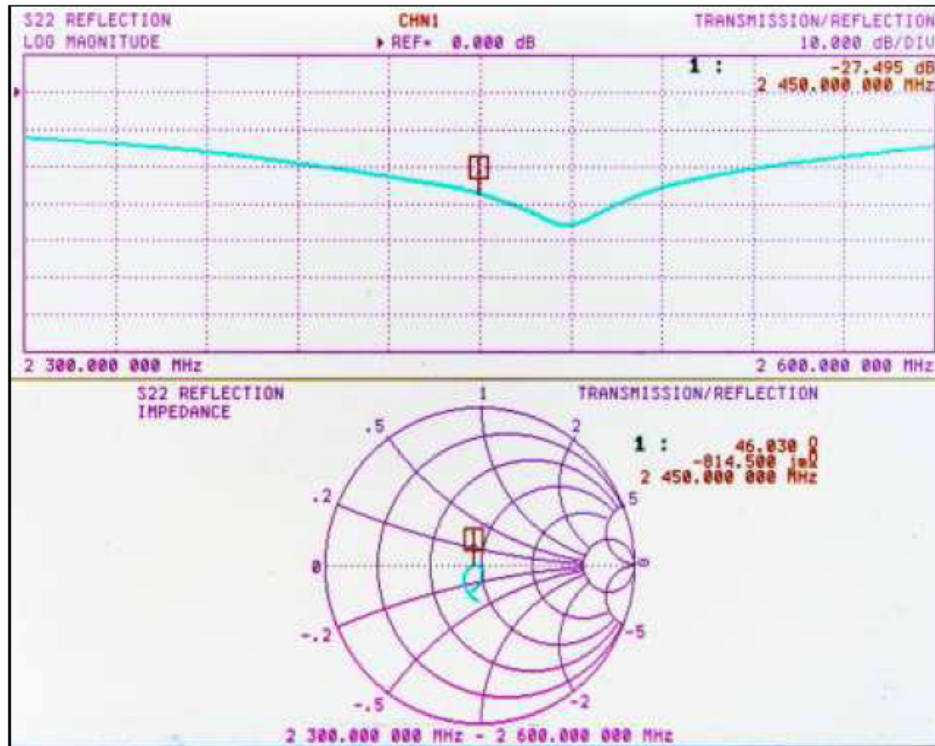 S22 REFLECTION CHN1 TRANSMISSION/REFLECTION
LOG MAGNITUDE ▸ REF= 0.000 dB 10.000 dB/DIV
1 : -27.495 dB
2 450.000 000 MHz
1
2 300.000 000 MHz 2 600.000 000 MHz
S22 REFLECTION 1 TRANSMISSION/REFLECTION
IMPEDANCE
.5 2
1 : 46.030 Ω
-814.500 jmΩ
2 450.000 000 MHz
.2 5
1
0
-.2 -5
-.5 -2
2 300.000 000 MHz - 2 600.000 000 MHz